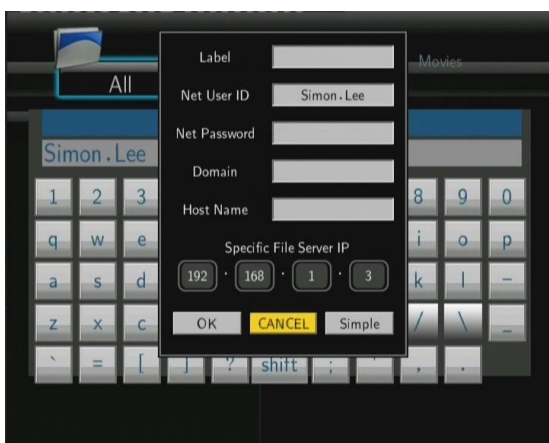 All
Movies
Label
Net User ID Simon.Lee
Net Password
Domain
Host Name
Specific File Server IP
192 . 168 . 1 . 3
OK CANCEL Simple
Simon.Lee
1 2 3 8 9 0
q w e i o p
a s d k l -
z x c / \ _
` = [ ] ? shift ; ' , .